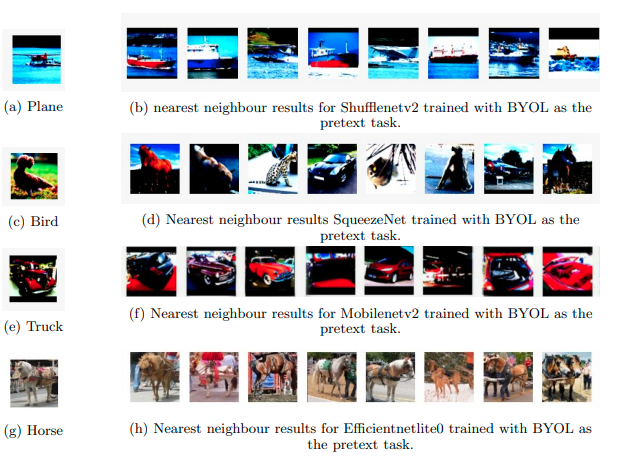 (a) Plane
(b) nearest neighbour results for Shufflenetv2 trained with BYOL as the
pretext task.
(c) Bird
(d) Nearest neighbour results SqueezeNet trained with BYOL as the
pretext task.
(e) Truck
(f) Nearest neighbour results for Mobilenetv2 trained with BYOL as the
pretext task.
(g) Horse
(h) Nearest neighbour results for Efficientnetlite0 trained with BYOL as
the pretext task.